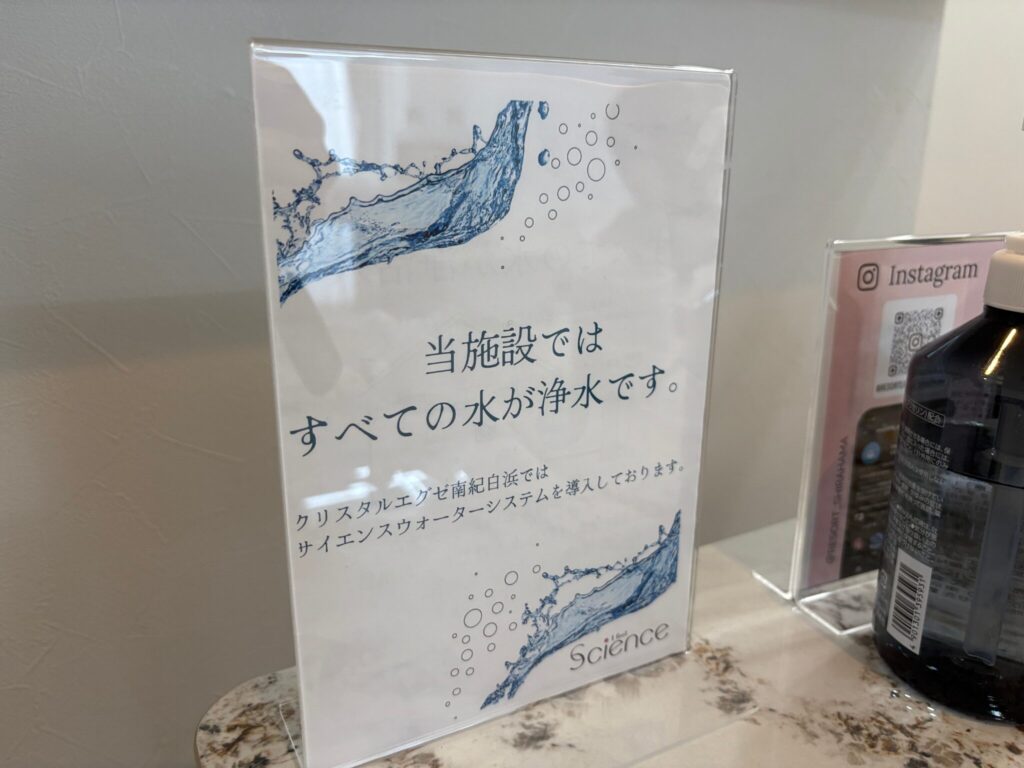 当施設では
すべての水が浄水です。
クリスタルエグゼ南紀白浜では
サイエンスウォーターシステムを導入しております。
Science
Instagram